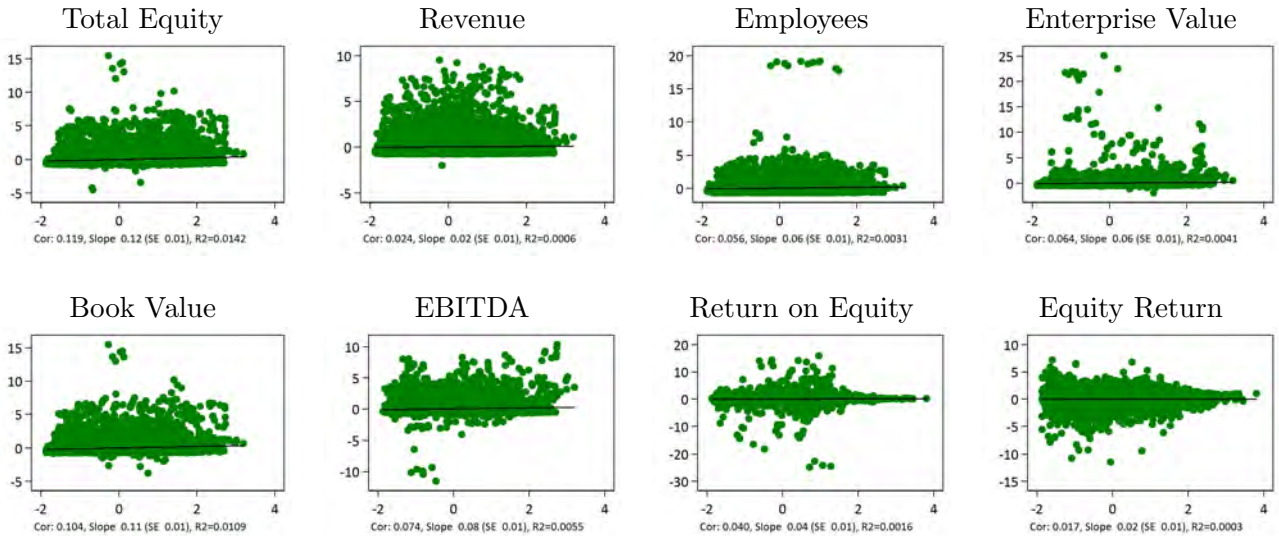 Total Equity Revenue Employees Enterprise Value
15 10 5 0 -5
-2 0 2 4
Cor: 0.119, Slope 0.12 (SE 0.01), R2=0.0142
10 5 0 -5
-2 0 2 4
Cor: 0.024, Slope 0.02 (SE 0.01), R2=0.0006
20 15 10 5 0
-2 0 2 4
Cor: 0.056, Slope 0.06 (SE 0.01), R2=0.0031
25 20 15 10 5 0
-2 0 2 4
Cor: 0.064, Slope 0.06 (SE 0.01), R2=0.0041
Book Value EBITDA Return on Equity Equity Return
15 10 5 0 -5
-2 0 2 4
Cor: 0.104, Slope 0.11 (SE 0.01), R2=0.0109
10 5 0 -5 -10
-2 0 2 4
Cor: 0.074, Slope 0.08 (SE 0.01), R2=0.0055
20 10 0 -10 -20 -30
-2 0 2 4
Cor: 0.040, Slope 0.04 (SE 0.01), R2=0.0016
10 5 0 -5 -10 -15
-2 0 2 4
Cor: 0.017, Slope 0.02 (SE 0.01), R2=0.0003